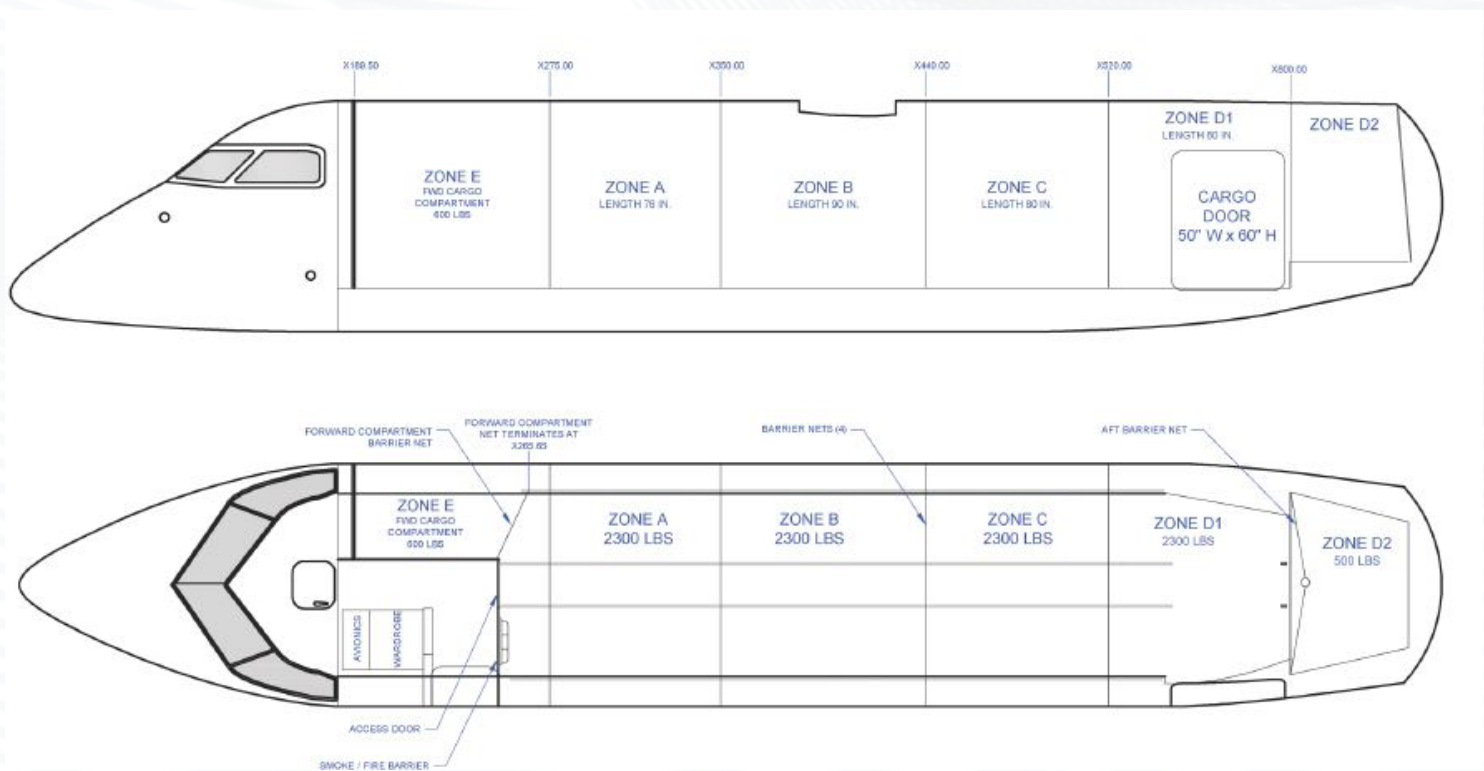 X189.50
X275.00
X350.00
X440.00
X520.00
X600.00
ZONE D1
LENGTH 80 IN.
ZONE D2
ZONE E
FWD CARGO
COMPARTMENT
600 LBS
ZONE A
LENGTH 75 IN.
ZONE B
LENGTH 90 IN.
ZONE C
LENGTH 80 IN.
CARGO
DOOR
50" W x 60" H
FORWARD COMPARTMENT
BARRIER NET
FORWARD COMPARTMENT
NET TERMINATES AT
BARRIER NETS (4)
AFT BARRIER NET
ZONE E
FWD CARGO
COMPARTMENT
600 LBS
ZONE A
2300 LBS
ZONE B
2300 LBS
ZONE C
2300 LBS
ZONE D1
2300 LBS
ZONE D2
500 LBS
AVIONICS
WARDROBE
ACCESS DOOR
SMOKE / FIRE BARRIER